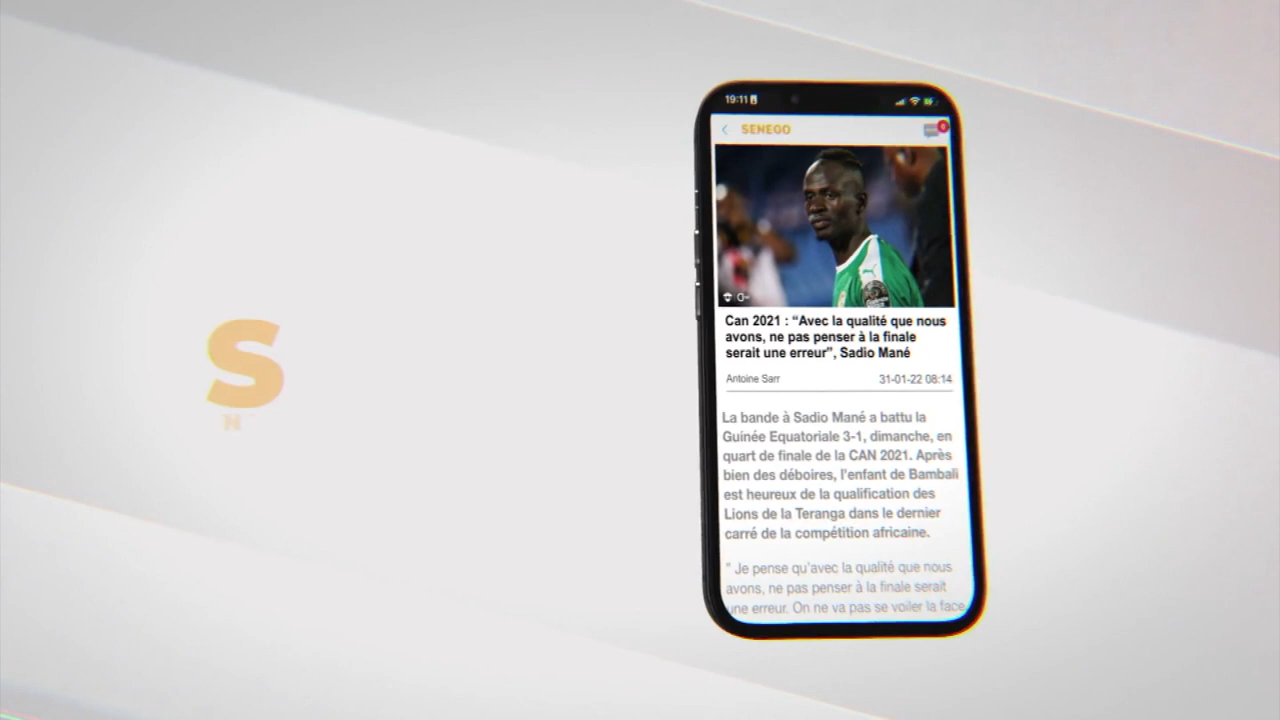 19:11
SENEGO
0
Can 2021 : “Avec la qualité que nous
avons, ne pas penser à la finale
serait une erreur”, Sadio Mané
Antoine Sarr 31-01-22 08:14
La bande à Sadio Mané a battu la
Guinée Equatoriale 3-1, dimanche, en
quart de finale de la CAN 2021. Après
bien des déboires, l'enfant de Bambali
est heureux de la qualification des
Lions de la Teranga dans le dernier
carré de la compétition africaine.
" Je pense qu'avec la qualité que nous
avons, ne pas penser à la finale serait
une erreur. On ne va pas se voiler la face
S